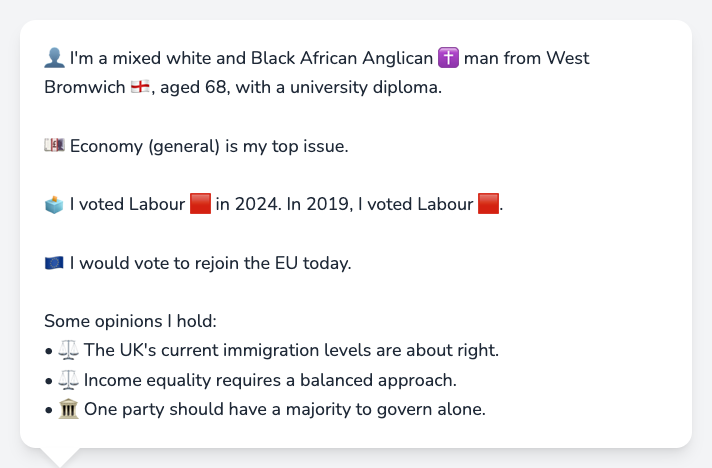 👤 I'm a mixed white and Black African Anglican ✝️ man from West
Bromwich 🏴󠁧󠁢󠁥󠁮󠁧󠁿, aged 68, with a university diploma.
💷 Economy (general) is my top issue.
🗳️ I voted Labour 🟥 in 2024. In 2019, I voted Labour 🟥.
🇪🇺 I would vote to rejoin the EU today.
Some opinions I hold:
• ⚖️ The UK's current immigration levels are about right.
• ⚖️ Income equality requires a balanced approach.
• 🏛️ One party should have a majority to govern alone.